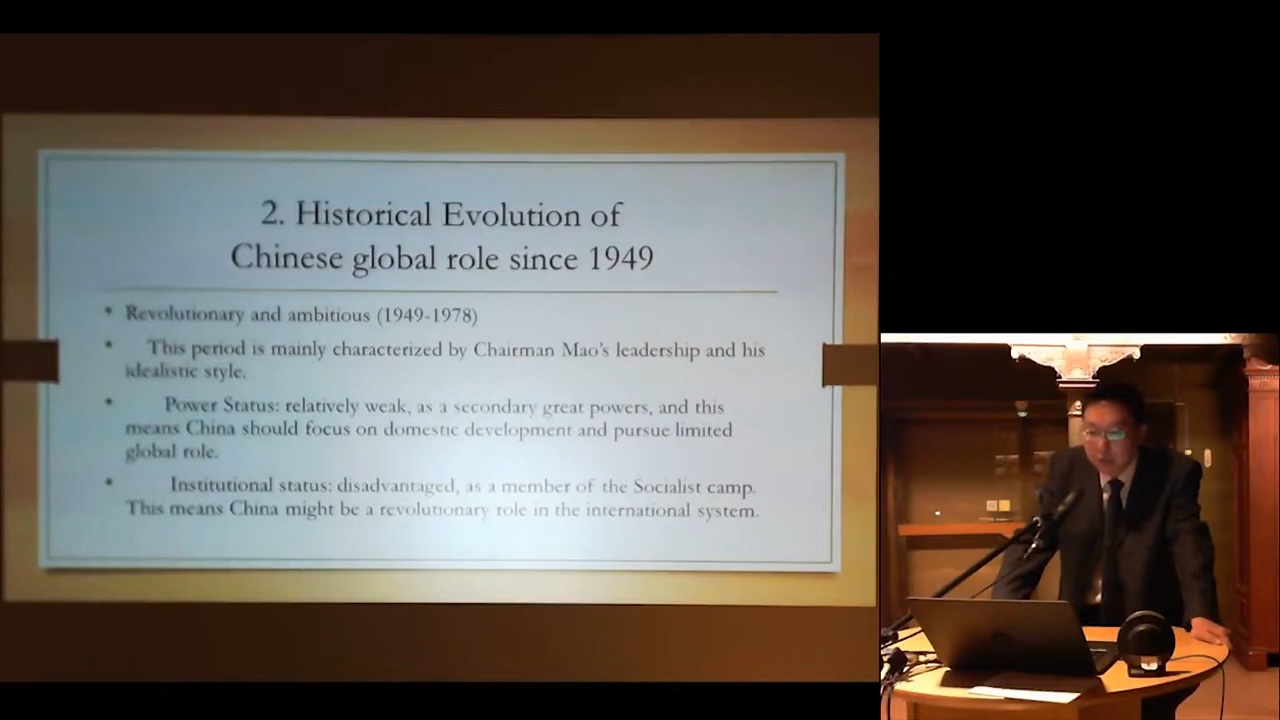 2. Historical Evolution of
Chinese global role since 1949
• Revolutionary and ambitious (1949-1978)
• This period is mainly characterized by Chairman Mao's leadership and his
idealistic style.
• Power Status: relatively weak, as a secondary great powers, and this
means China should focus on domestic development and pursue limited
global role.
• Institutional status: disadvantaged, as a member of the Socialist camp.
This means China might be a revolutionary role in the international system.